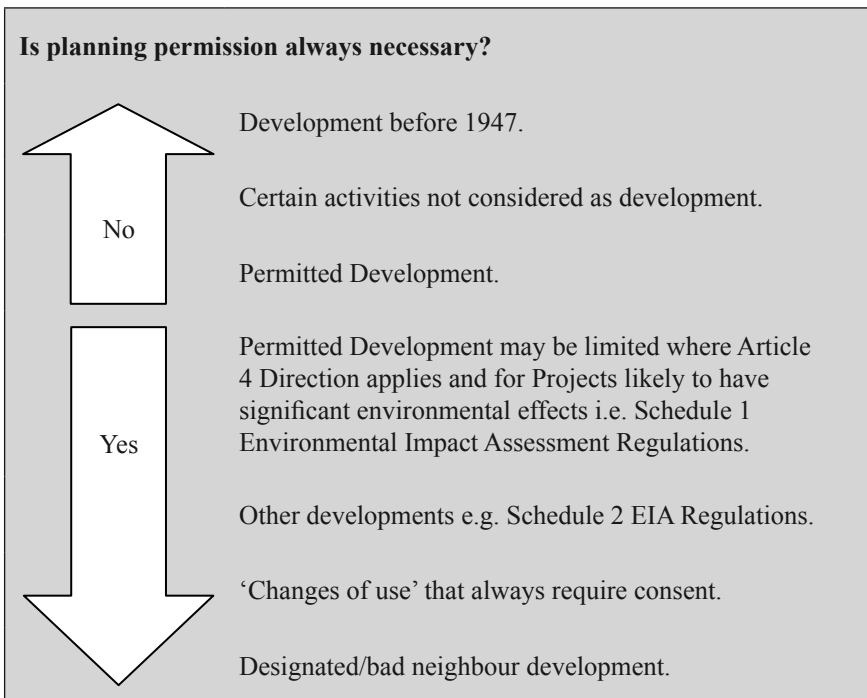 Is planning permission always necessary?
Development before 1947.
Certain activities not considered as development.
No
Permitted Development.
Permitted Development may be limited where Article
4 Direction applies and for Projects likely to have
significant environmental effects i.e. Schedule 1
Environmental Impact Assessment Regulations.
Yes
Other developments e.g. Schedule 2 EIA Regulations.
‘Changes of use’ that always require consent.
Designated/bad neighbour development.